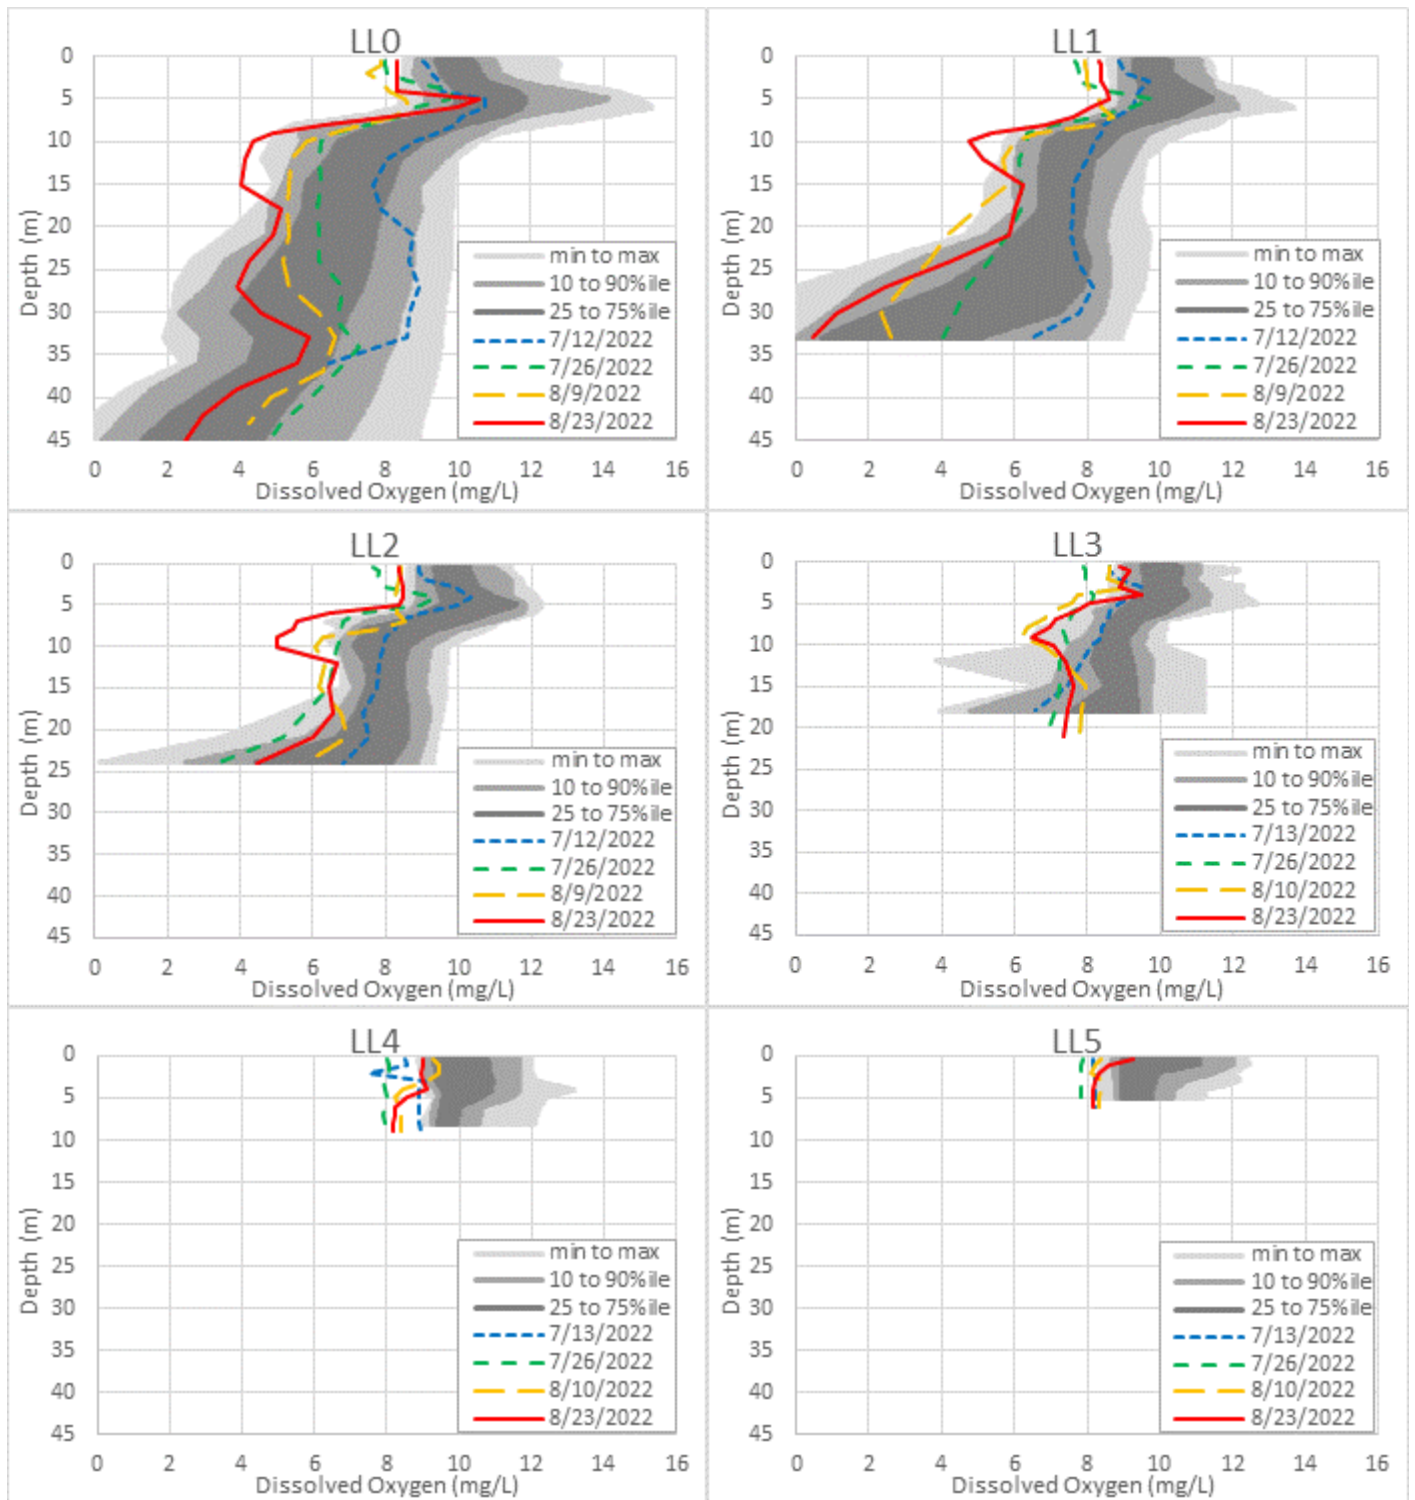 LL0
0
5
10
15
20
25
30
35
40
45
Depth (m)
min to max
10 to 90%ile
25 to 75%ile
7/12/2022
7/26/2022
8/9/2022
8/23/2022
0 2 4 6 8 10 12 14 16
Dissolved Oxygen (mg/L)
LL1
0
5
10
15
20
25
30
35
40
45
Depth (m)
min to max
10 to 90%ile
25 to 75%ile
7/12/2022
7/26/2022
8/9/2022
8/23/2022
0 2 4 6 8 10 12 14 16
Dissolved Oxygen (mg/L)
LL2
0
5
10
15
20
25
30
35
40
45
Depth (m)
min to max
10 to 90%ile
25 to 75%ile
7/12/2022
7/26/2022
8/9/2022
8/23/2022
0 2 4 6 8 10 12 14 16
Dissolved Oxygen (mg/L)
LL3
0
5
10
15
20
25
30
35
40
45
Depth (m)
min to max
10 to 90%ile
25 to 75%ile
7/13/2022
7/26/2022
8/10/2022
8/23/2022
0 2 4 6 8 10 12 14 16
Dissolved Oxygen (mg/L)
LL4
0
5
10
15
20
25
30
35
40
45
Depth (m)
min to max
10 to 90%ile
25 to 75%ile
7/13/2022
7/26/2022
8/10/2022
8/23/2022
0 2 4 6 8 10 12 14 16
Dissolved Oxygen (mg/L)
LL5
0
5
10
15
20
25
30
35
40
45
Depth (m)
min to max
10 to 90%ile
25 to 75%ile
7/13/2022
7/26/2022
8/10/2022
8/23/2022
0 2 4 6 8 10 12 14 16
Dissolved Oxygen (mg/L)